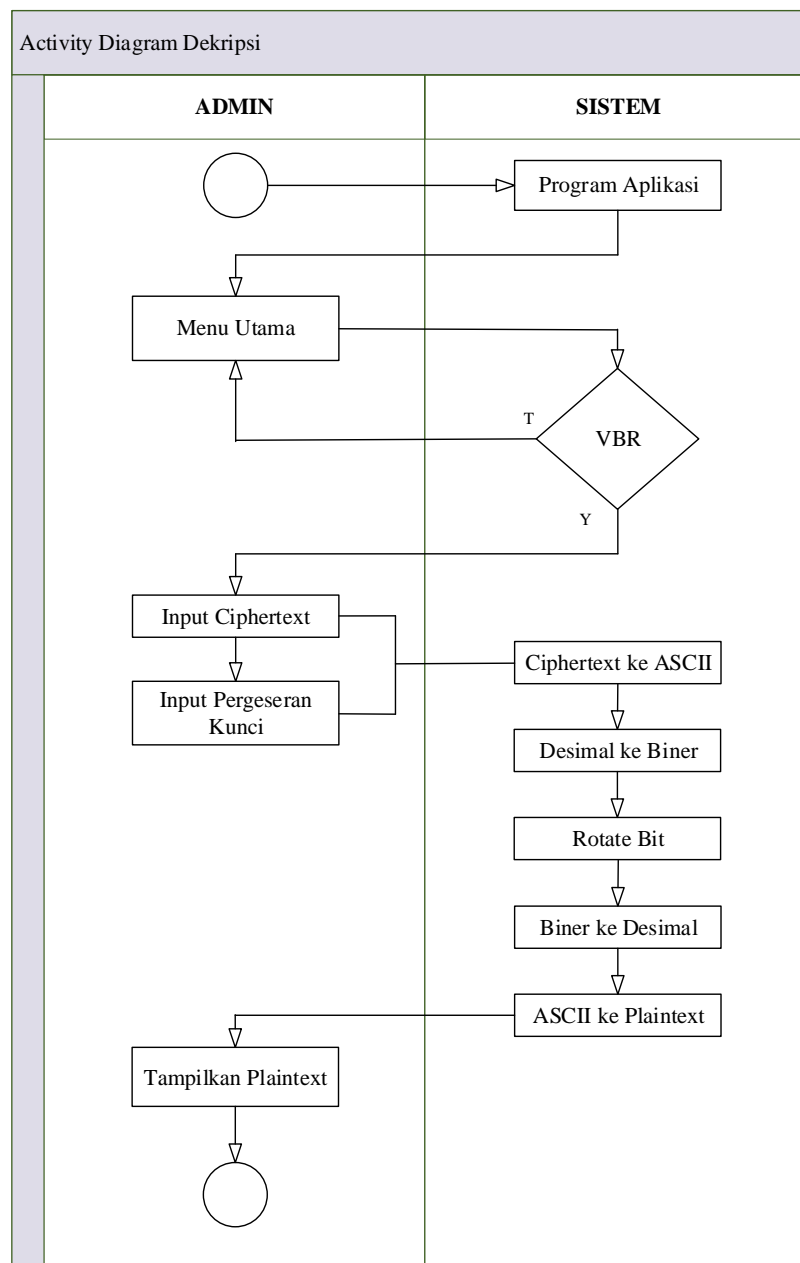 Activity Diagram Dekripsi
ADMIN
SISTEM
Program Aplikasi
Menu Utama
VBR
T
Y
Input Ciphertext
Input Pergeseran
Kunci
Ciphertext ke ASCII
Desimal ke Biner
Rotate Bit
Biner ke Desimal
ASCII ke Plaintext
Tampilkan Plaintext